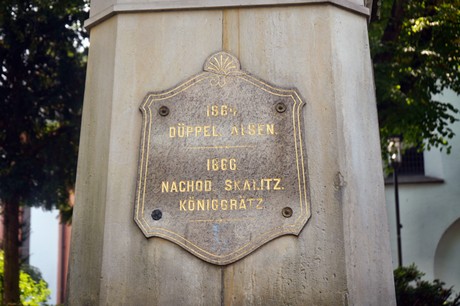 1864
DÜPPEL. ALSEN.
1866
NACHOD. SKALITZ.
KÖNIGGRÄTZ.